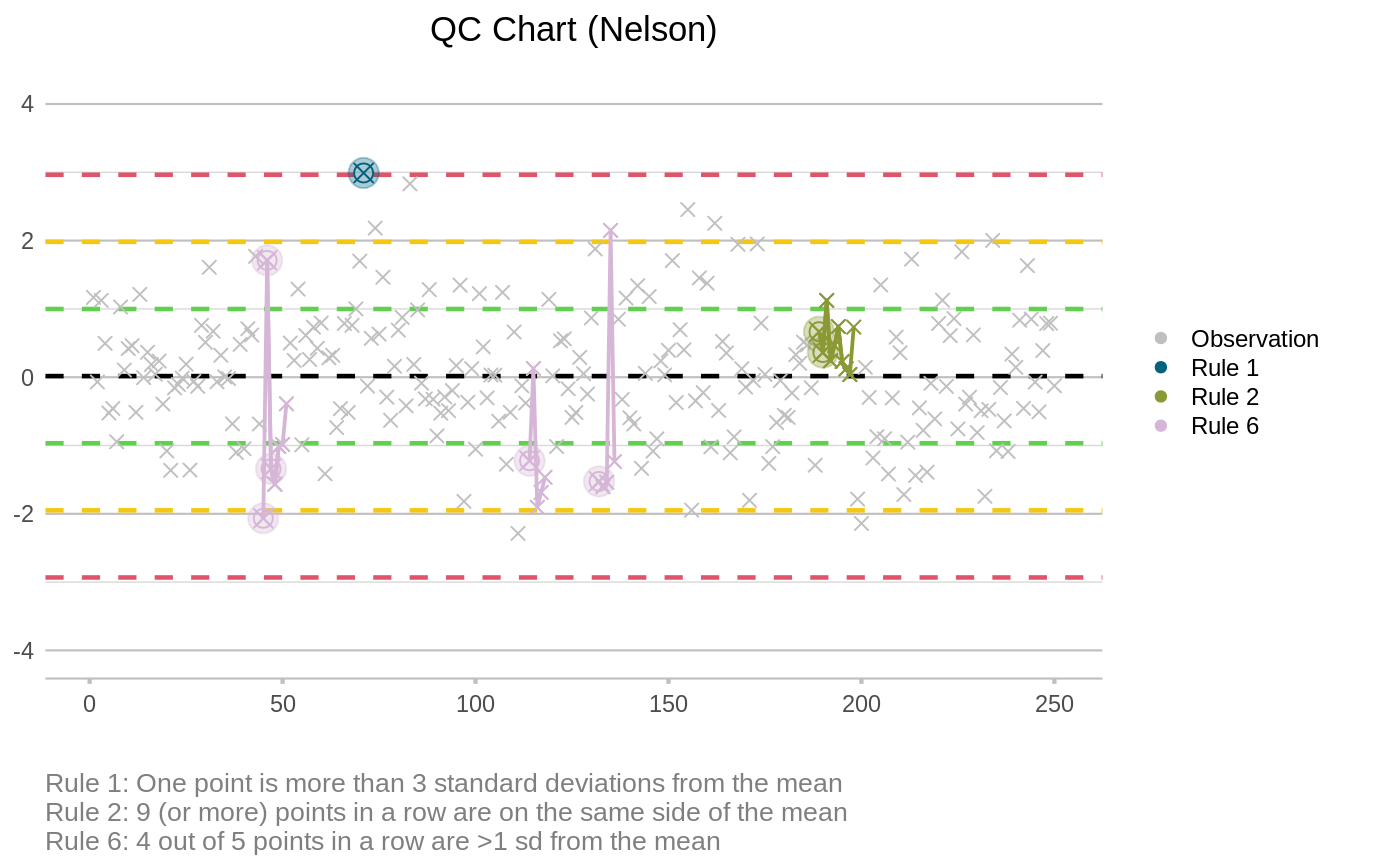 QC Chart (Nelson)
4
2
0
-2
-4
0 50 100 150 200 250
Observation
Rule 1
Rule 2
Rule 6
Rule 1: One point is more than 3 standard deviations from the mean
Rule 2: 9 (or more) points in a row are on the same side of the mean
Rule 6: 4 out of 5 points in a row are >1 sd from the mean